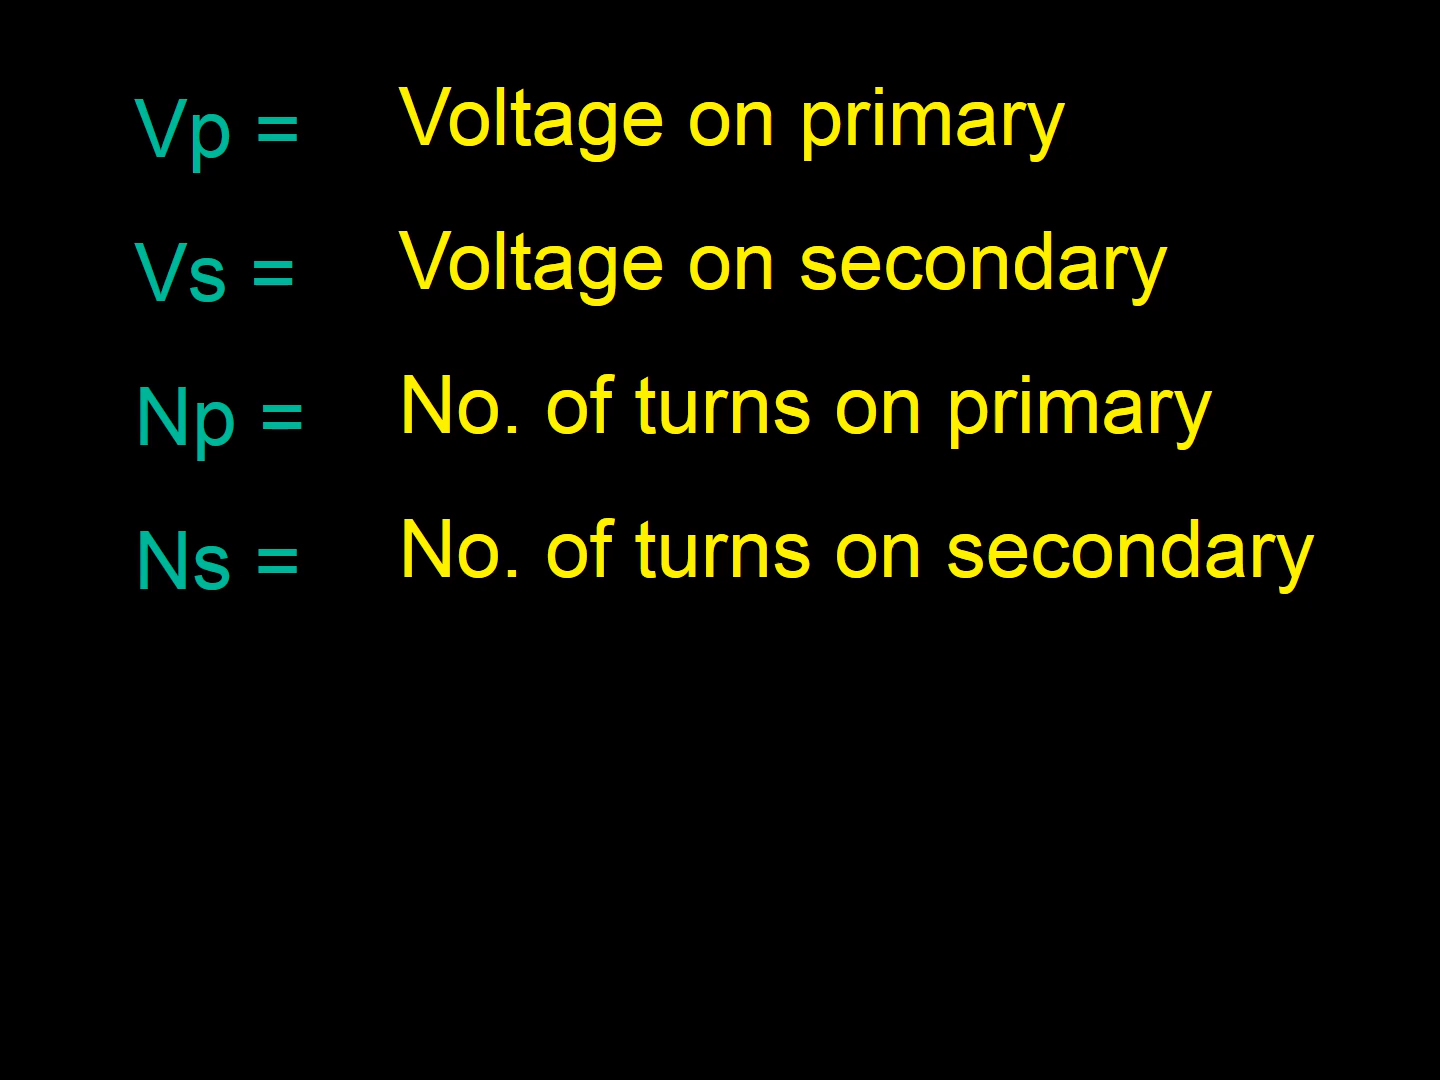 Vp = Voltage on primary
Vs = Voltage on secondary
Np = No. of turns on primary
Ns = No. of turns on secondary